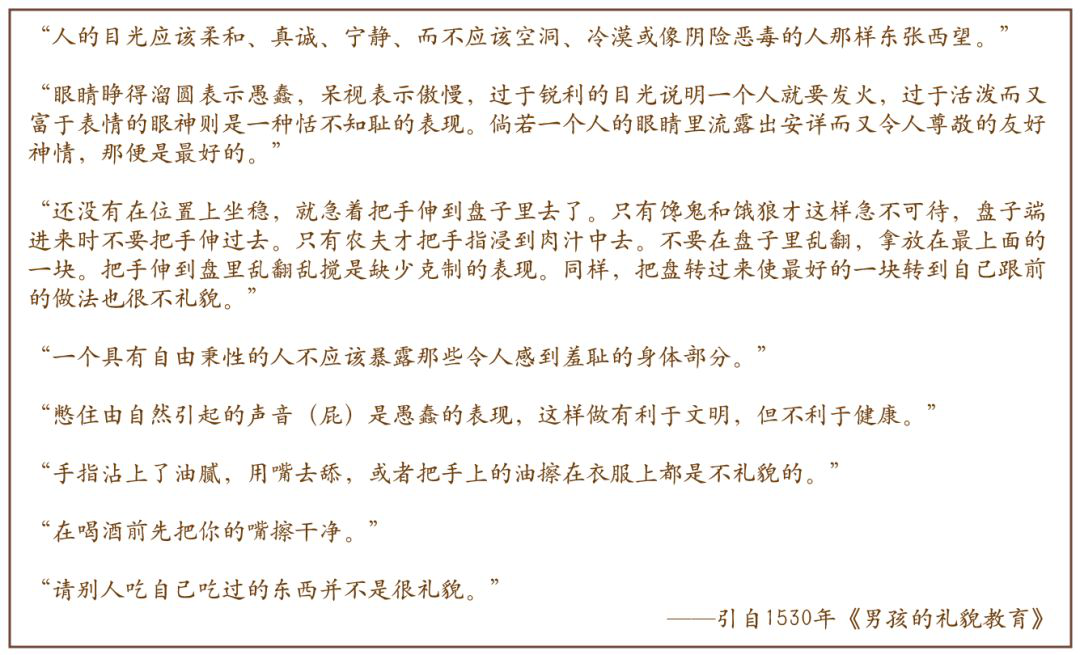 “人的目光应该柔和、真诚、宁静、而不应该空洞、冷漠或像阴险恶毒的人那样东张西望。”
“眼睛睁得溜圆表示愚蠢，呆视表示傲慢，过于锐利的目光说明一个人就要发火，过于活泼而又
富于表情的眼神则是一种恬不知耻的表现。倘若一个人的眼睛里流露出安详而又令人尊敬的友好
神情，那便是最好的。”
“还没有在位置上坐稳，就急着把手伸到盘子里去了。只有馋鬼和饿狼才这样急不可待，盘子端
进来时不要把手伸过去。只有农夫才把手指浸到肉汁中去。不要在盘子里乱翻，拿放在最上面的
一块。把手伸到盘里乱翻乱搅是缺少克制的表现。同样，把盘转过来使最好的一块转到自己跟前
的做法也很不礼貌。”
“一个具有自由秉性的人不应该暴露那些令人感到羞耻的身体部分。”
“憋住由自然引起的声音（屁）是愚蠢的表现，这样做有利于文明，但不利于健康。”
“手指沾上了油腻，用嘴去舔，或者把手上的油擦在衣服上都是不礼貌的。”
“在喝酒前先把你的嘴擦干净。”
“请别人吃自己吃过的东西并不是很礼貌。”
——引自1530年《男孩的礼貌教育》